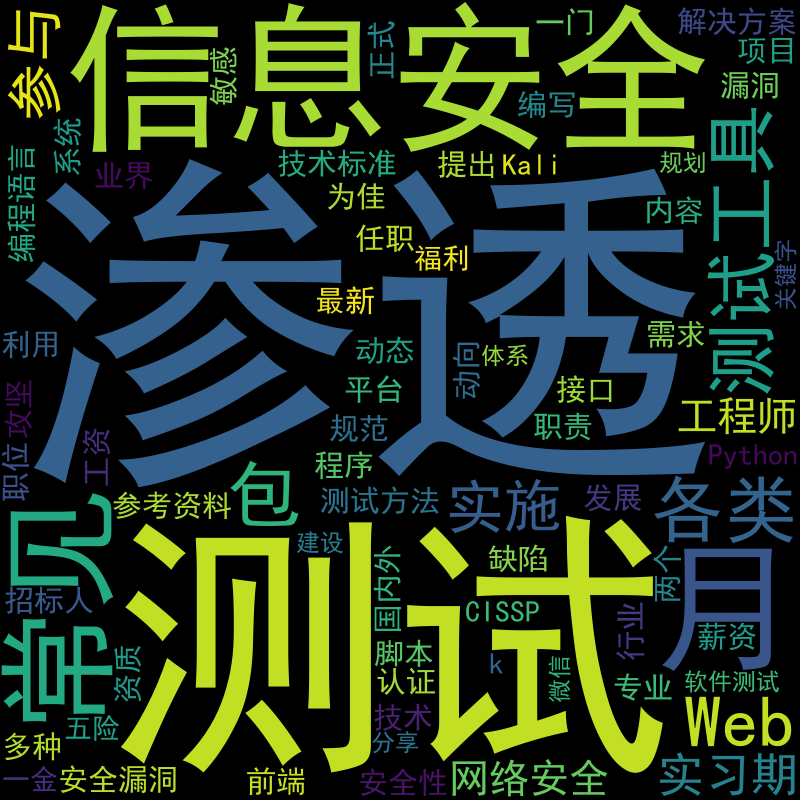 参与
信息安全
敏感
正式
一门
解决方案
项目
漏洞
编写
系统
编程语言
业界
技术标准
提出
Kali
规划
测试工具
为佳
内容
任职
福利
关键字
渗透
最新
利用
动态
动向
体系
需求
平台
接口
攻坚
工资
规范
职责
工程师
Python
职位
程序
包
参考资料
测试方法
实施
发展
各类
常见
测试
建设
国内外
缺陷
两个
月
招标人
CISSP
行业
薪资
资质
脚本
k
微信
认证
专业
软件测试
五险
技术
Web
多种
分享
一金
安全漏洞
前端
安全性
网络安全
实习期